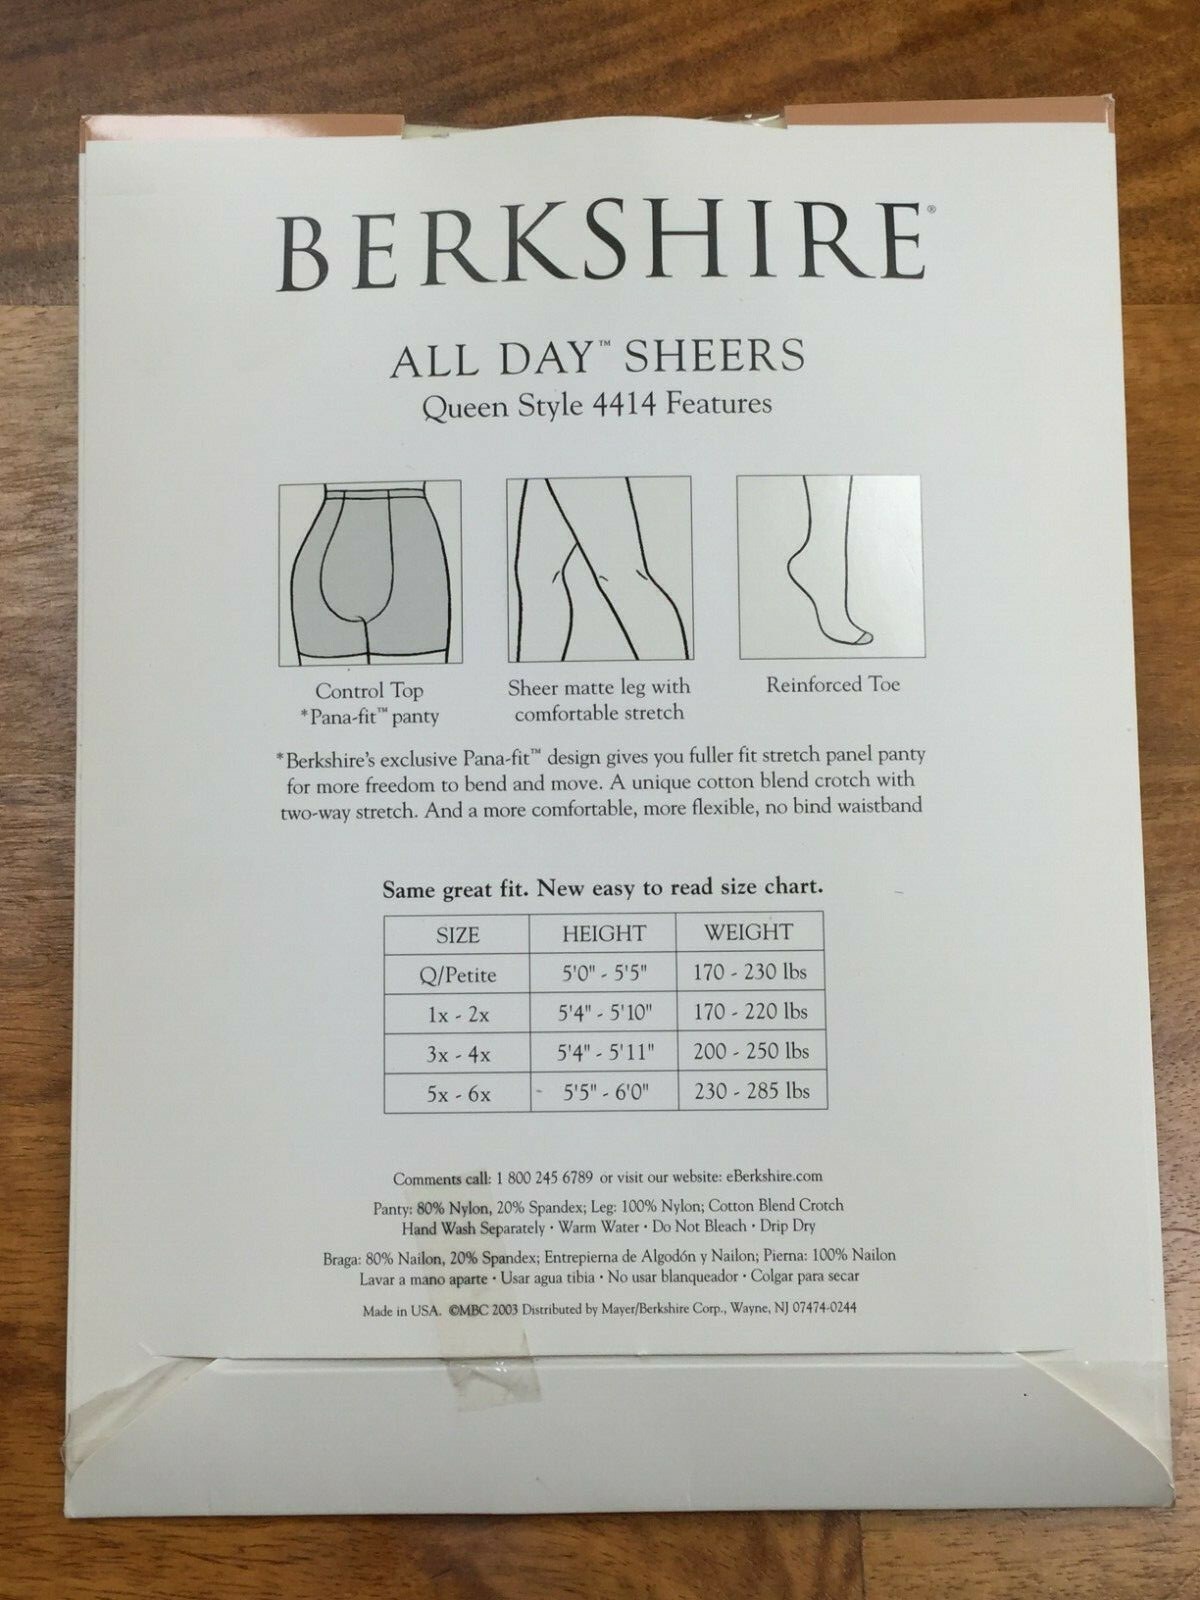 BERKSHIRE®
ALL DAY™ SHEERS
Queen Style 4414 Features
Control Top
*Pana-fit™ panty
Sheer matte leg with
comfortable stretch
Reinforced Toe
*Berkshire's exclusive Pana-fit™ design gives you fuller fit stretch panel panty
for more freedom to bend and move. A unique cotton blend crotch with
two-way stretch. And a more comfortable, more flexible, no bind waistband
Same great fit. New easy to read size chart.
SIZE HEIGHT WEIGHT
Q/Petite 5'0" - 5'5" 170 - 230 lbs
1x - 2x 5'4" - 5'10" 170 - 220 lbs
3x - 4x 5'4" - 5'11" 200 - 250 lbs
5x - 6x 5'5" - 6'0" 230 - 285 lbs
Comments call: 1 800 245 6789 or visit our website: eBerkshire.com
Panty: 80% Nylon, 20% Spandex; Leg: 100% Nylon; Cotton Blend Crotch
Hand Wash Separately · Warm Water · Do Not Bleach · Drip Dry
Braga: 80% Nailon, 20% Spandex; Entrepierna de Algodón y Nailon; Pierna: 100% Nailon
Lavar a mano aparte · Usar agua tibia · No usar blanqueador · Colgar para secar
Made in USA. ©MBC 2003 Distributed by Mayer/Berkshire Corp., Wayne, NJ 07474-0244